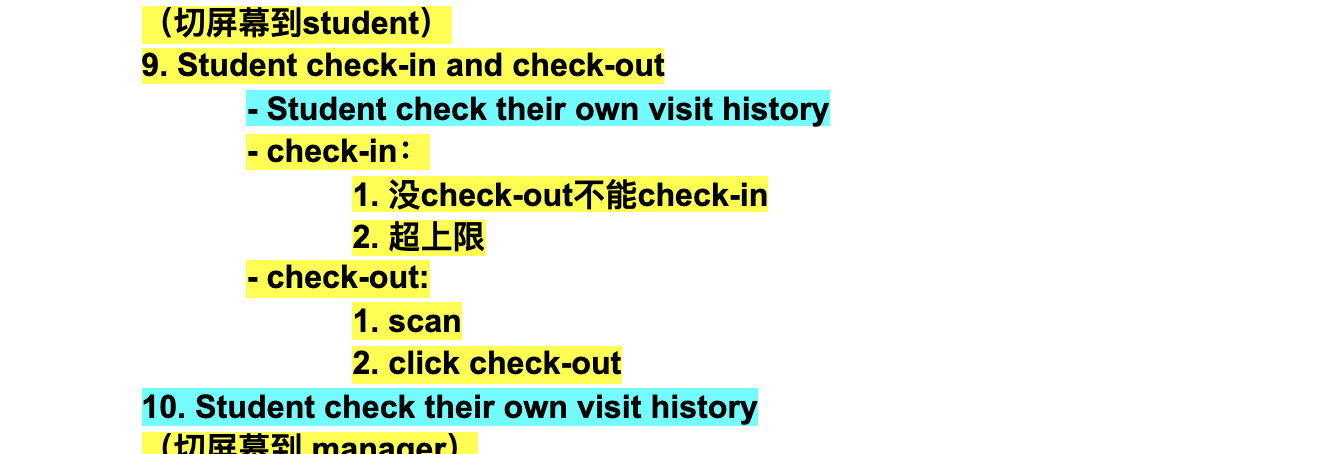 （切屏幕到student）
9. Student check-in and check-out
- Student check their own visit history
- check-in：
1. 没check-out不能check-in
2. 超上限
- check-out:
1. scan
2. click check-out
10. Student check their own visit history
（切屏幕到 manager）